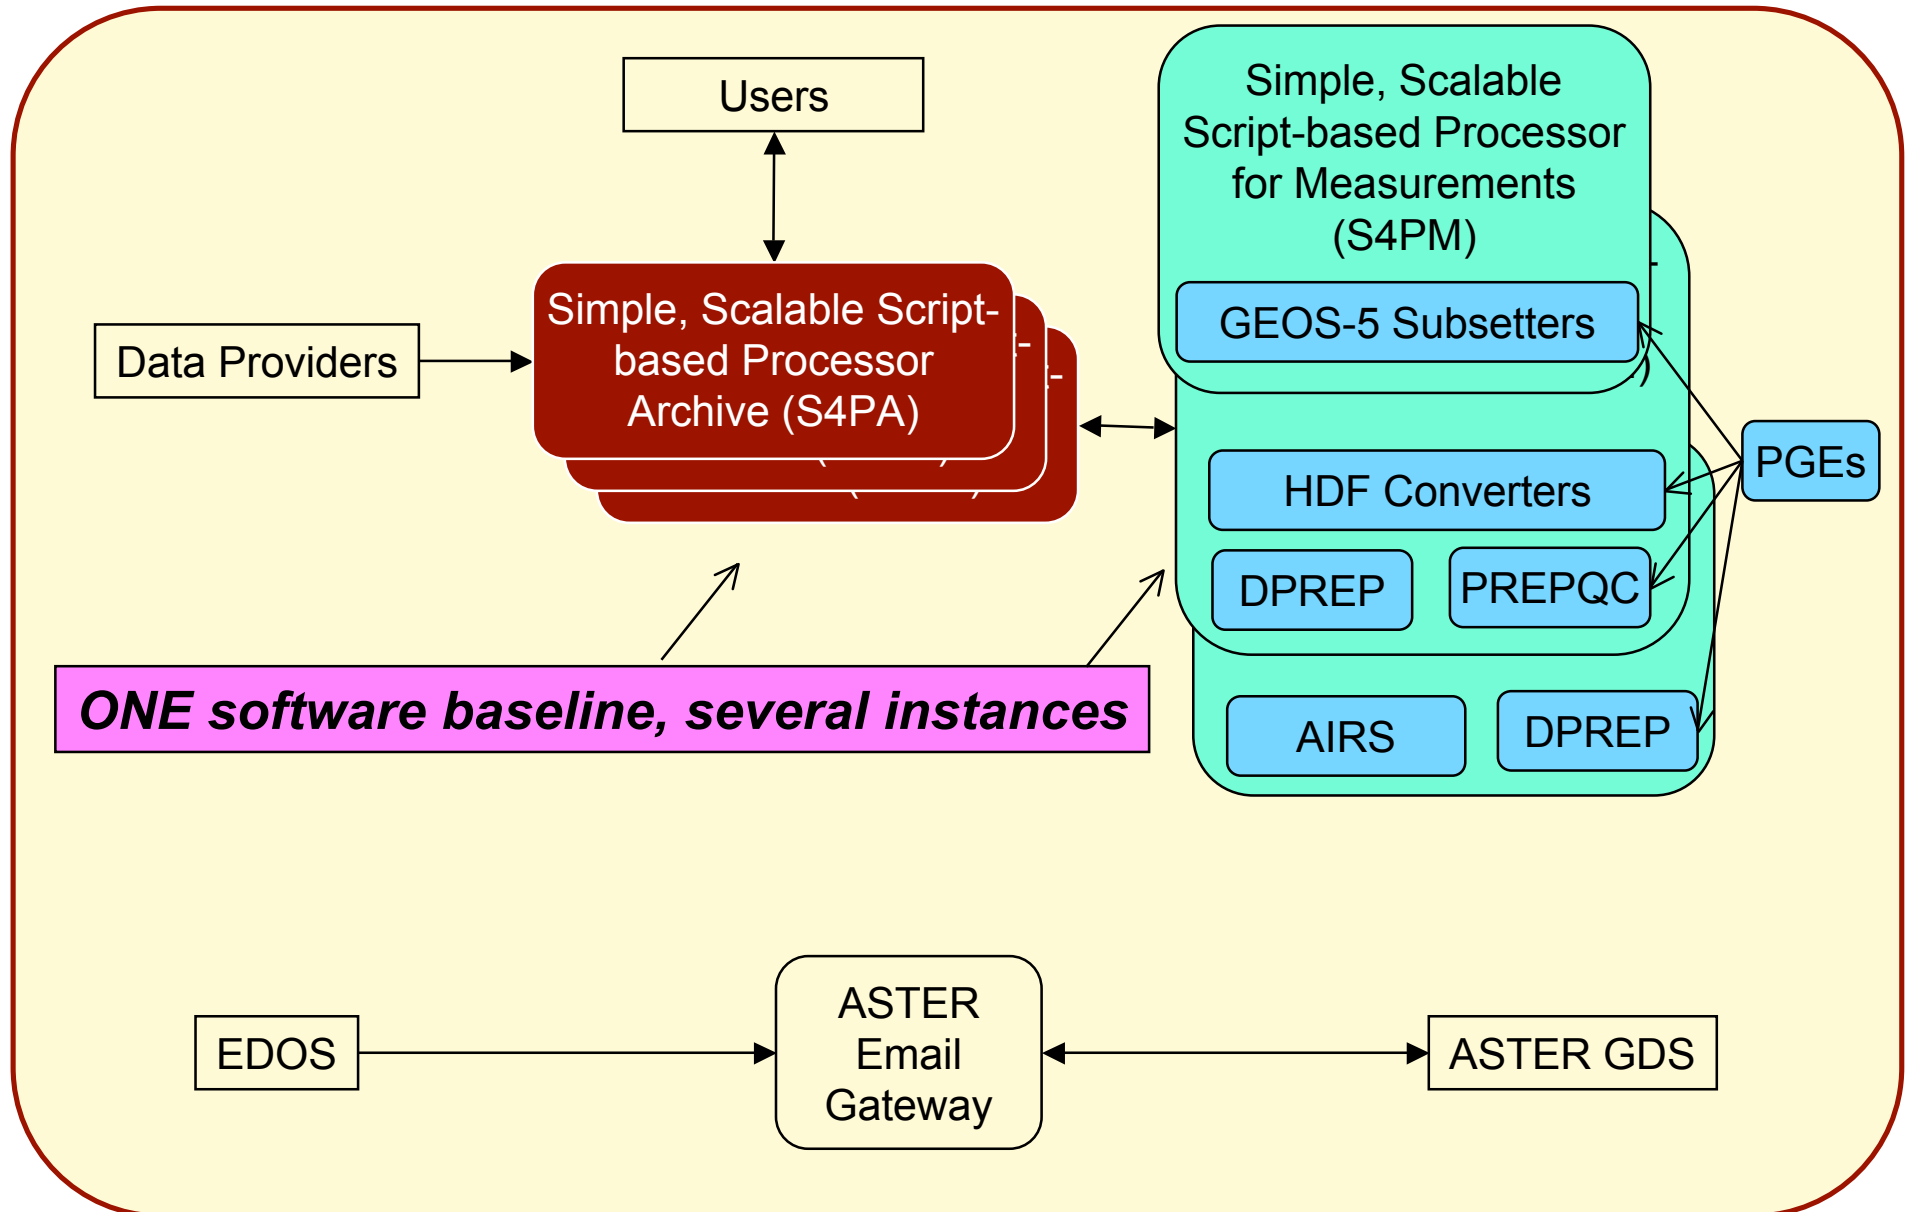 Users
Simple, Scalable
Script-based Processor
for Measurements
(S4PM)
GEOS-5 Subsetters
Data Providers
Simple, Scalable Script-
based Processor
Archive (S4PA)
PGEs
HDF Converters
DPREP
PREPQC
ONE software baseline, several instances
AIRS
DPREP
EDOS
ASTER
Email
Gateway
ASTER GDS